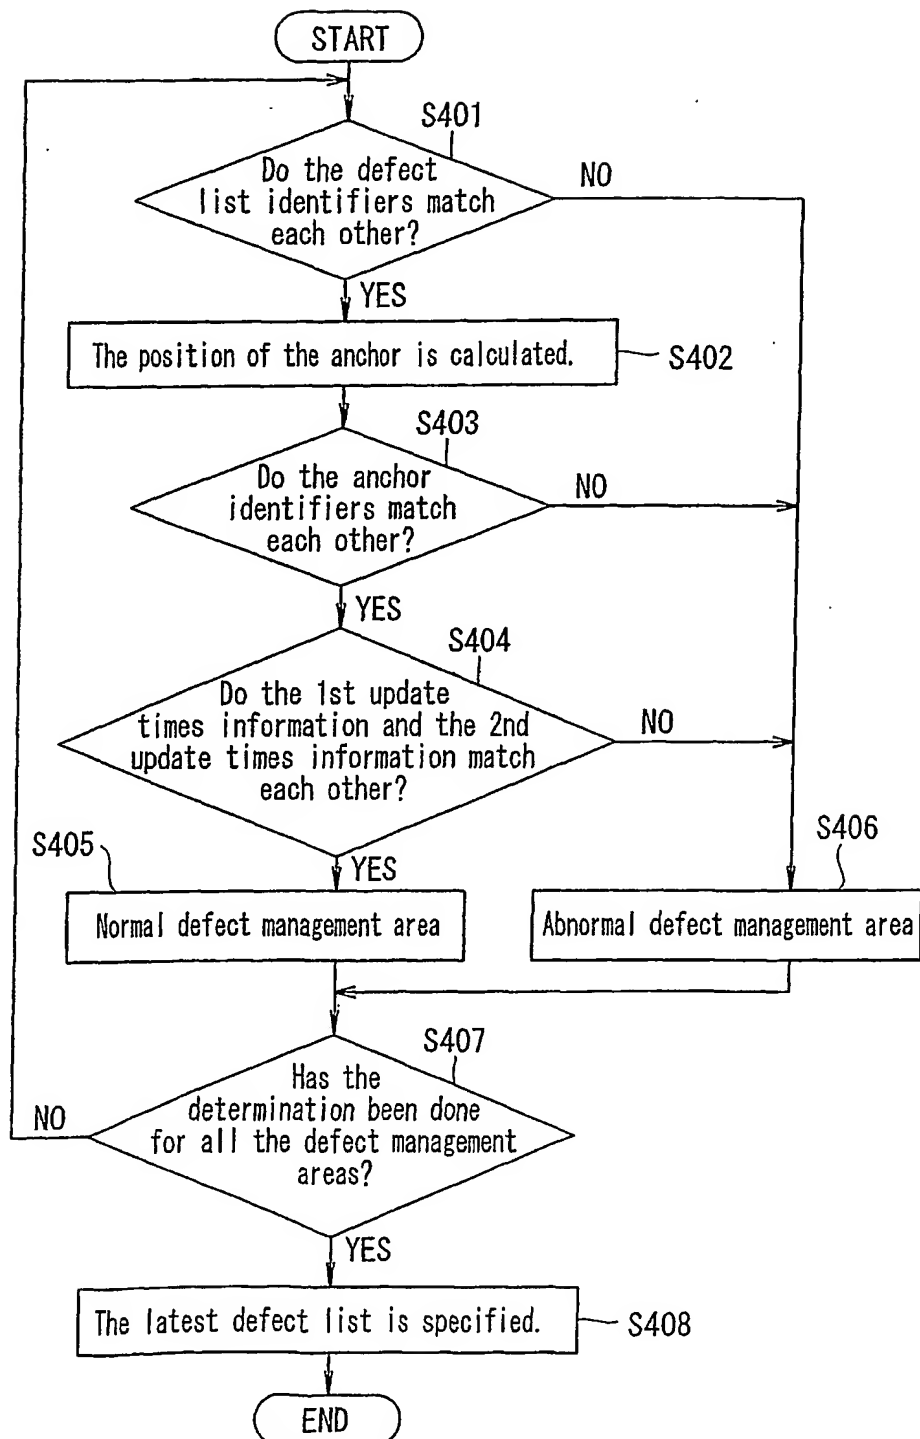 START
S401
Do the defect
list identifiers match
each other?
NO
YES
The position of the anchor is calculated.
S402
S403
Do the anchor
identifiers match
each other?
NO
YES
S404
Do the 1st update
times information and the 2nd
update times information match
each other?
NO
S405
YES
S406
Normal defect management area
Abnormal defect management area
S407
Has the
determination been done
for all the defect management
areas?
NO
YES
The latest defect list is specified.
S408
END